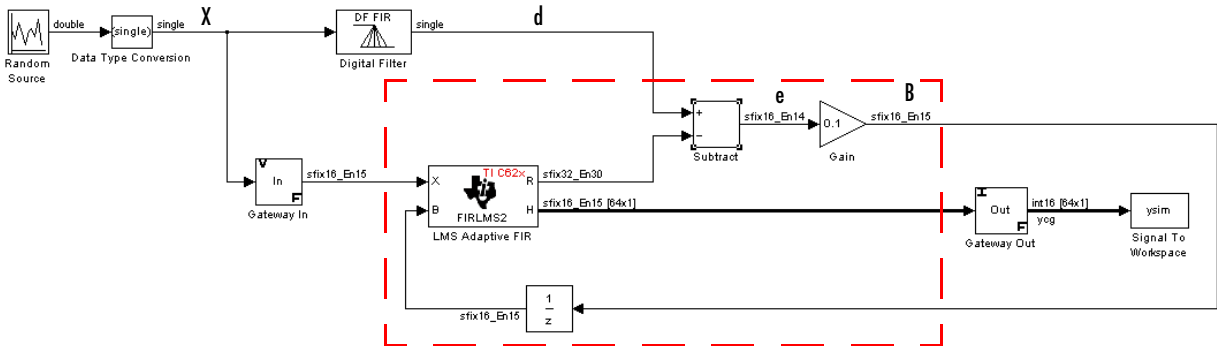 double
Random
Source
(single)
Data Type Conversion
single
X
DF FIR
Digital Filter
single
d
V
In
F
Gateway In
sfix16_En15
X
B
TI C62x
R
H
FIRLMS2
LMS Adaptive FIR
sfix32_En30
sfix16_En15 [64x1]
+
−
Subtract
e
sfix16_En14
0.1
Gain
B
sfix16_En15
I
Out
F
Gateway Out
int16 [64x1]
ycg
ysim
Signal To
Workspace
1
z
sfix16_En15